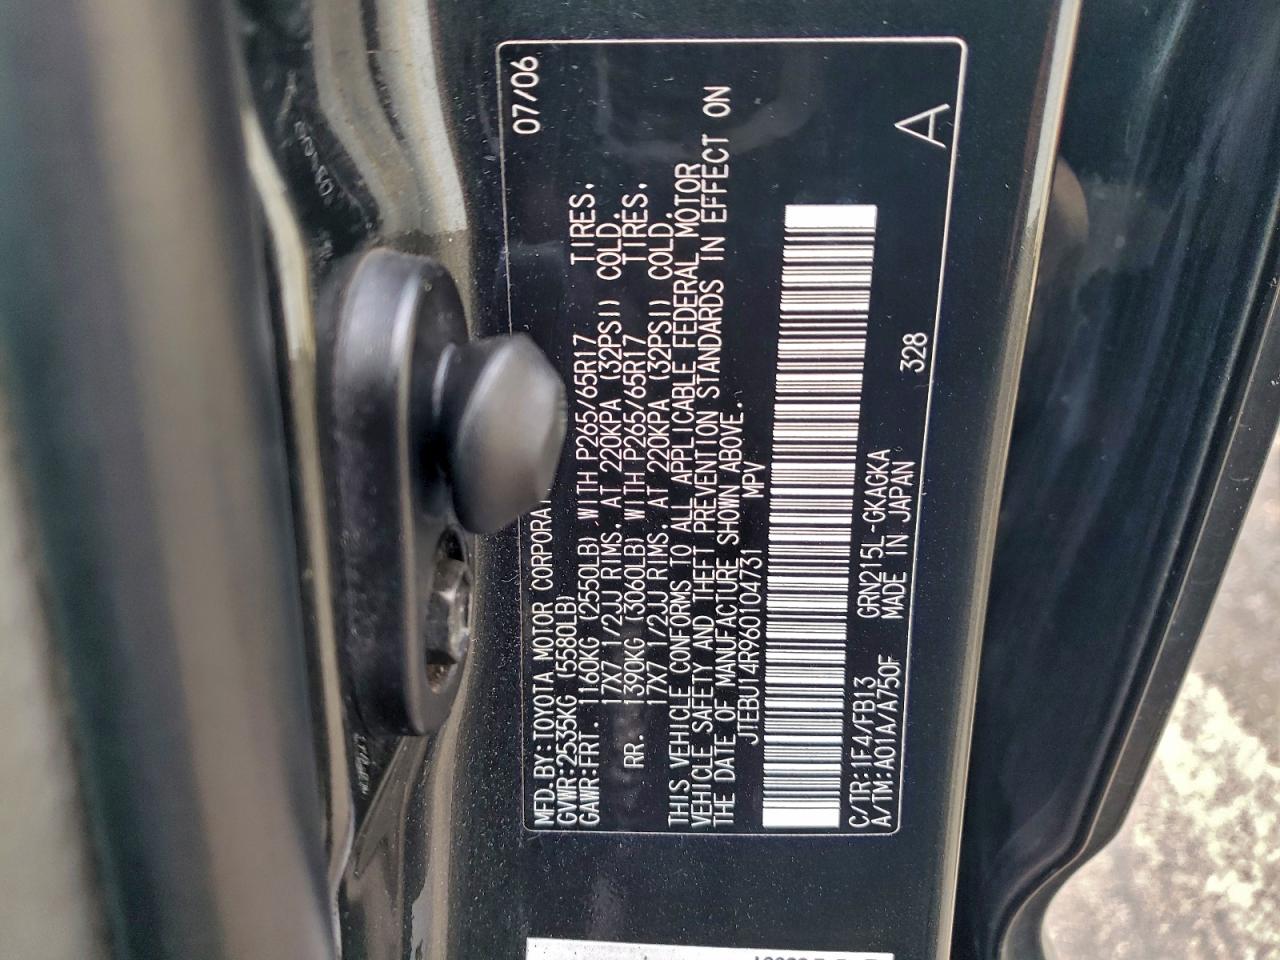 MFD. BY: TOYOTA MOTOR CORPORAT 07/06
GVWR: 2535KG (5580LB)
GAWR: FRT. 1160KG (2550LB) WITH P265/65R17 TIRES.
17X7 1/2JJ RIMS. AT 220KPA (32PSI) COLD.
RR. 1390KG (3060LB) WITH P265/65R17 TIRES.
17X7 1/2JJ RIMS. AT 220KPA (32PSI) COLD.
THIS VEHICLE CONFORMS TO ALL APPLICABLE FEDERAL MOTOR
VEHICLE SAFETY AND THEFT PREVENTION STANDARDS IN EFFECT ON
THE DATE OF MANUFACTURE SHOWN ABOVE.
JTEBU14R960104731 MPV
C/TR: 1F4/FB13 GRN215L-GKAGKA 328 A
A/TM: A01A/A750F MADE IN JAPAN